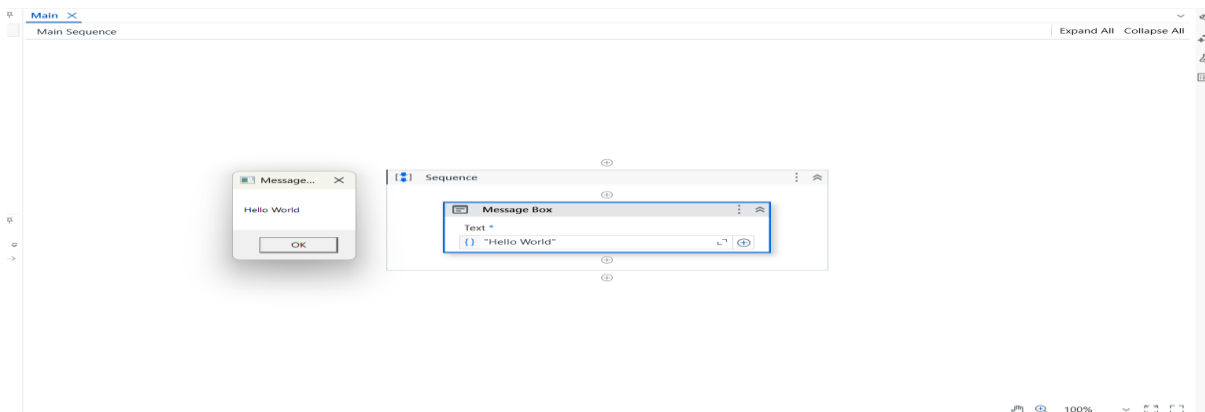 Main
Main Sequence
Expand All Collapse All
Message...
Hello World
OK
Sequence
Message Box
Text *
{} "Hello World"
100%